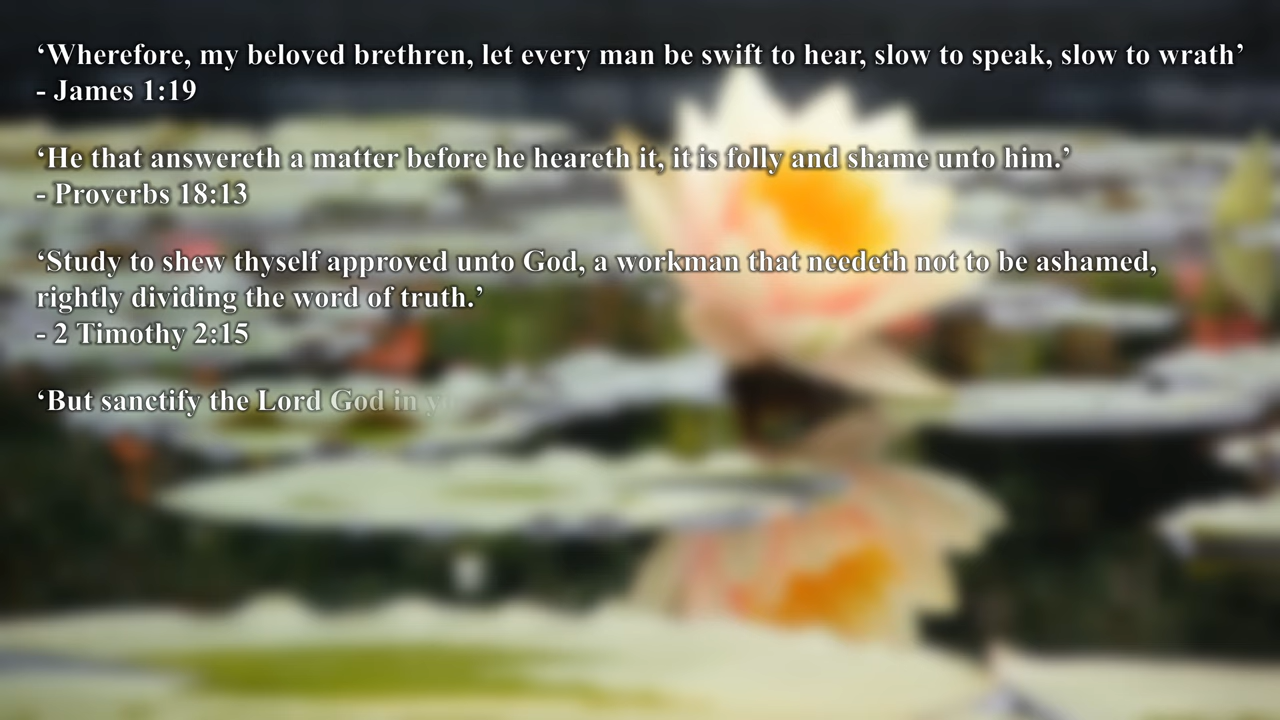 ‘Wherefore, my beloved brethren, let every man be swift to hear, slow to speak, slow to wrath’
- James 1:19
‘He that answereth a matter before he heareth it, it is folly and shame unto him.’
- Proverbs 18:13
‘Study to shew thyself approved unto God, a workman that needeth not to be ashamed,
rightly dividing the word of truth.’
- 2 Timothy 2:15
‘But sanctify the Lord God in